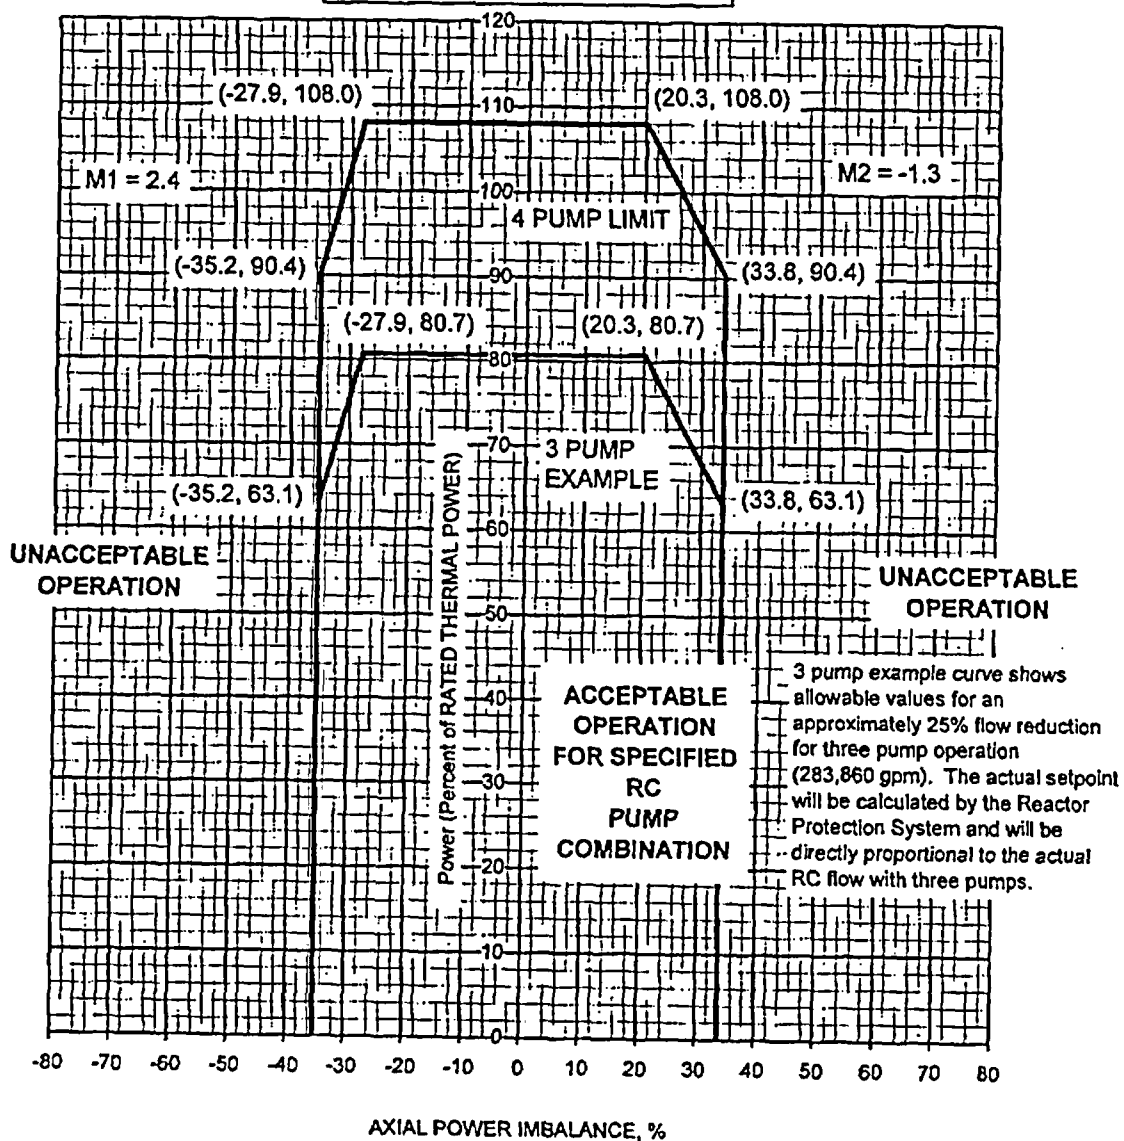 120
(-27.9, 108.0)
110
(20.3, 108.0)
M1 = 2.4
M2 = -1.3
100
4 PUMP LIMIT
(-35.2, 90.4)
90
(33.8, 90.4)
(-27.9, 80.7)
(20.3, 80.7)
80
70
3 PUMP
EXAMPLE
(-35.2, 63.1)
(33.8, 63.1)
60
UNACCEPTABLE
OPERATION
UNACCEPTABLE
OPERATION
50
Power (Percent of RATED THERMAL POWER)
40
ACCEPTABLE
OPERATION
FOR SPECIFIED
RC
PUMP
COMBINATION
3 pump example curve shows
allowable values for an
approximately 25% flow reduction
for three pump operation
(283,860 gpm). The actual setpoint
will be calculated by the Reactor
Protection System and will be
directly proportional to the actual
RC flow with three pumps.
30
20
10
0
-80 -70 -60 -50 -40 -30 -20 -10 0 10 20 30 40 50 60 70 80
AXIAL POWER IMBALANCE, %